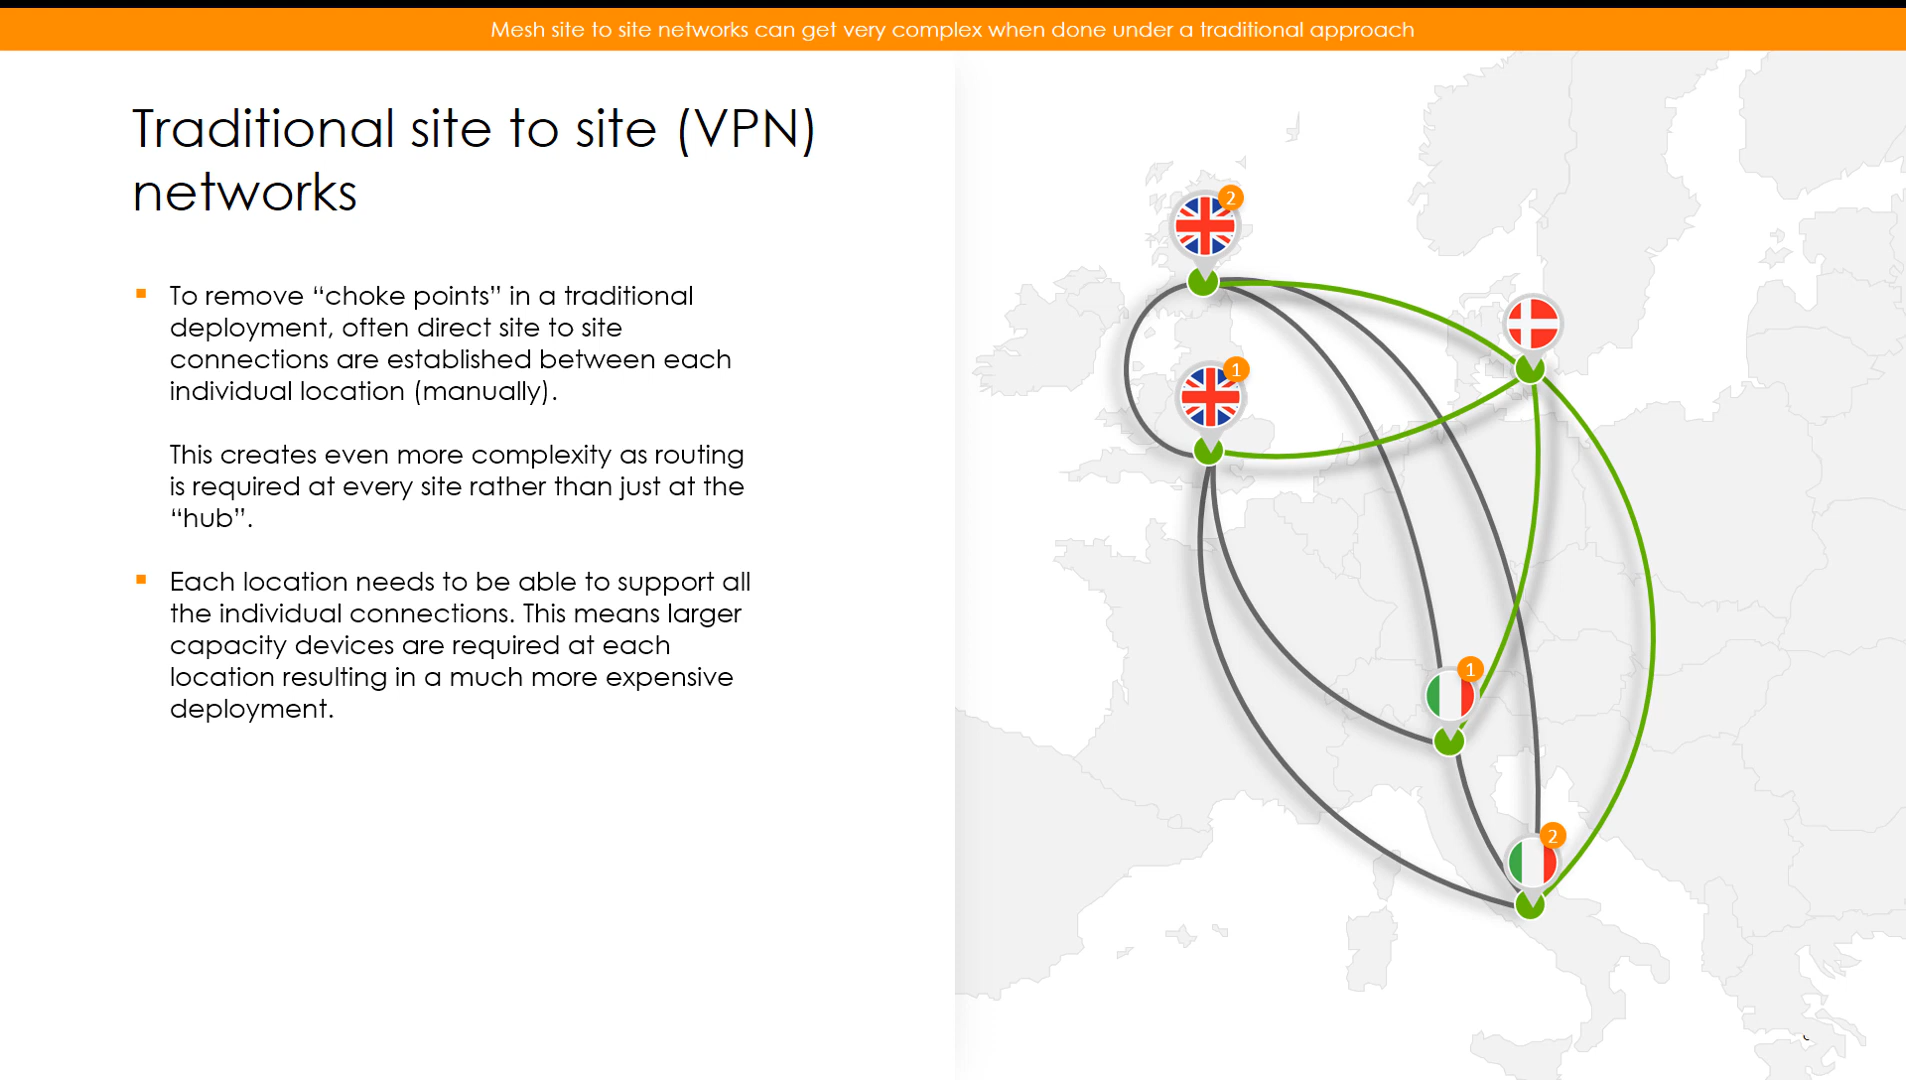 Mesh site to site networks can get very complex when done under a traditional approach
Traditional site to site (VPN)
networks
To remove “choke points” in a traditional
deployment, often direct site to site
connections are established between each
individual location (manually).
This creates even more complexity as routing
is required at every site rather than just at the
“hub”.
Each location needs to be able to support all
the individual connections. This means larger
capacity devices are required at each
location resulting in a much more expensive
deployment.
2
1
1
2